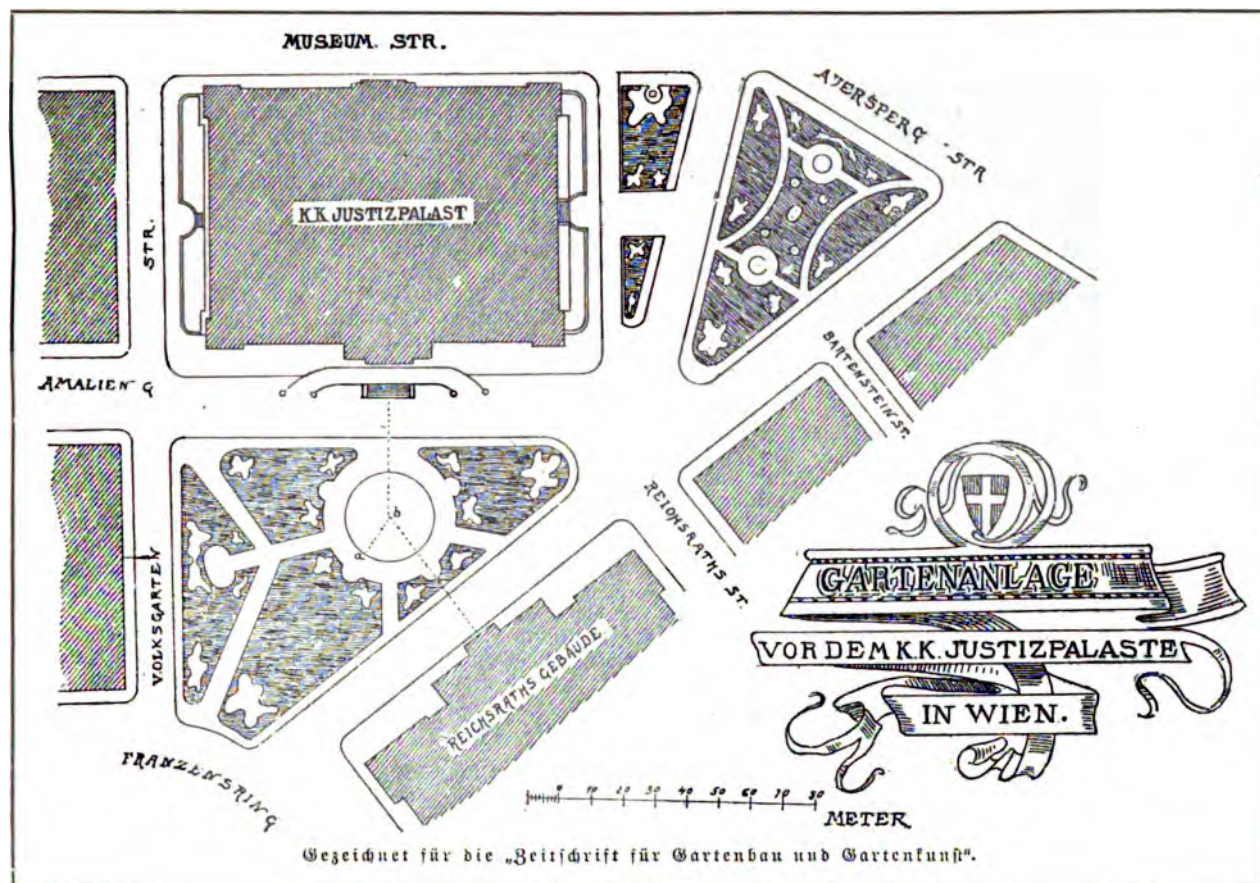 MUSEUM. STR.
AUERSPERG-STR
K.K JUSTIZPALAST
STR.
AMALIEN G
BARTENSTEIN ST.
REICHSRATHS ST.
b
a
VOLKSGARTEN
REICHSRATHS GEBÄUDE
FRANZENSRING
GARTENANLAGE
VOR DEM K.K. JUSTIZPALASTE
IN WIEN.
0 10 20 30 40 50 60 70 80
METER
Gezeichnet für die „Zeitschrift für Gartenbau und Gartenkunst“.